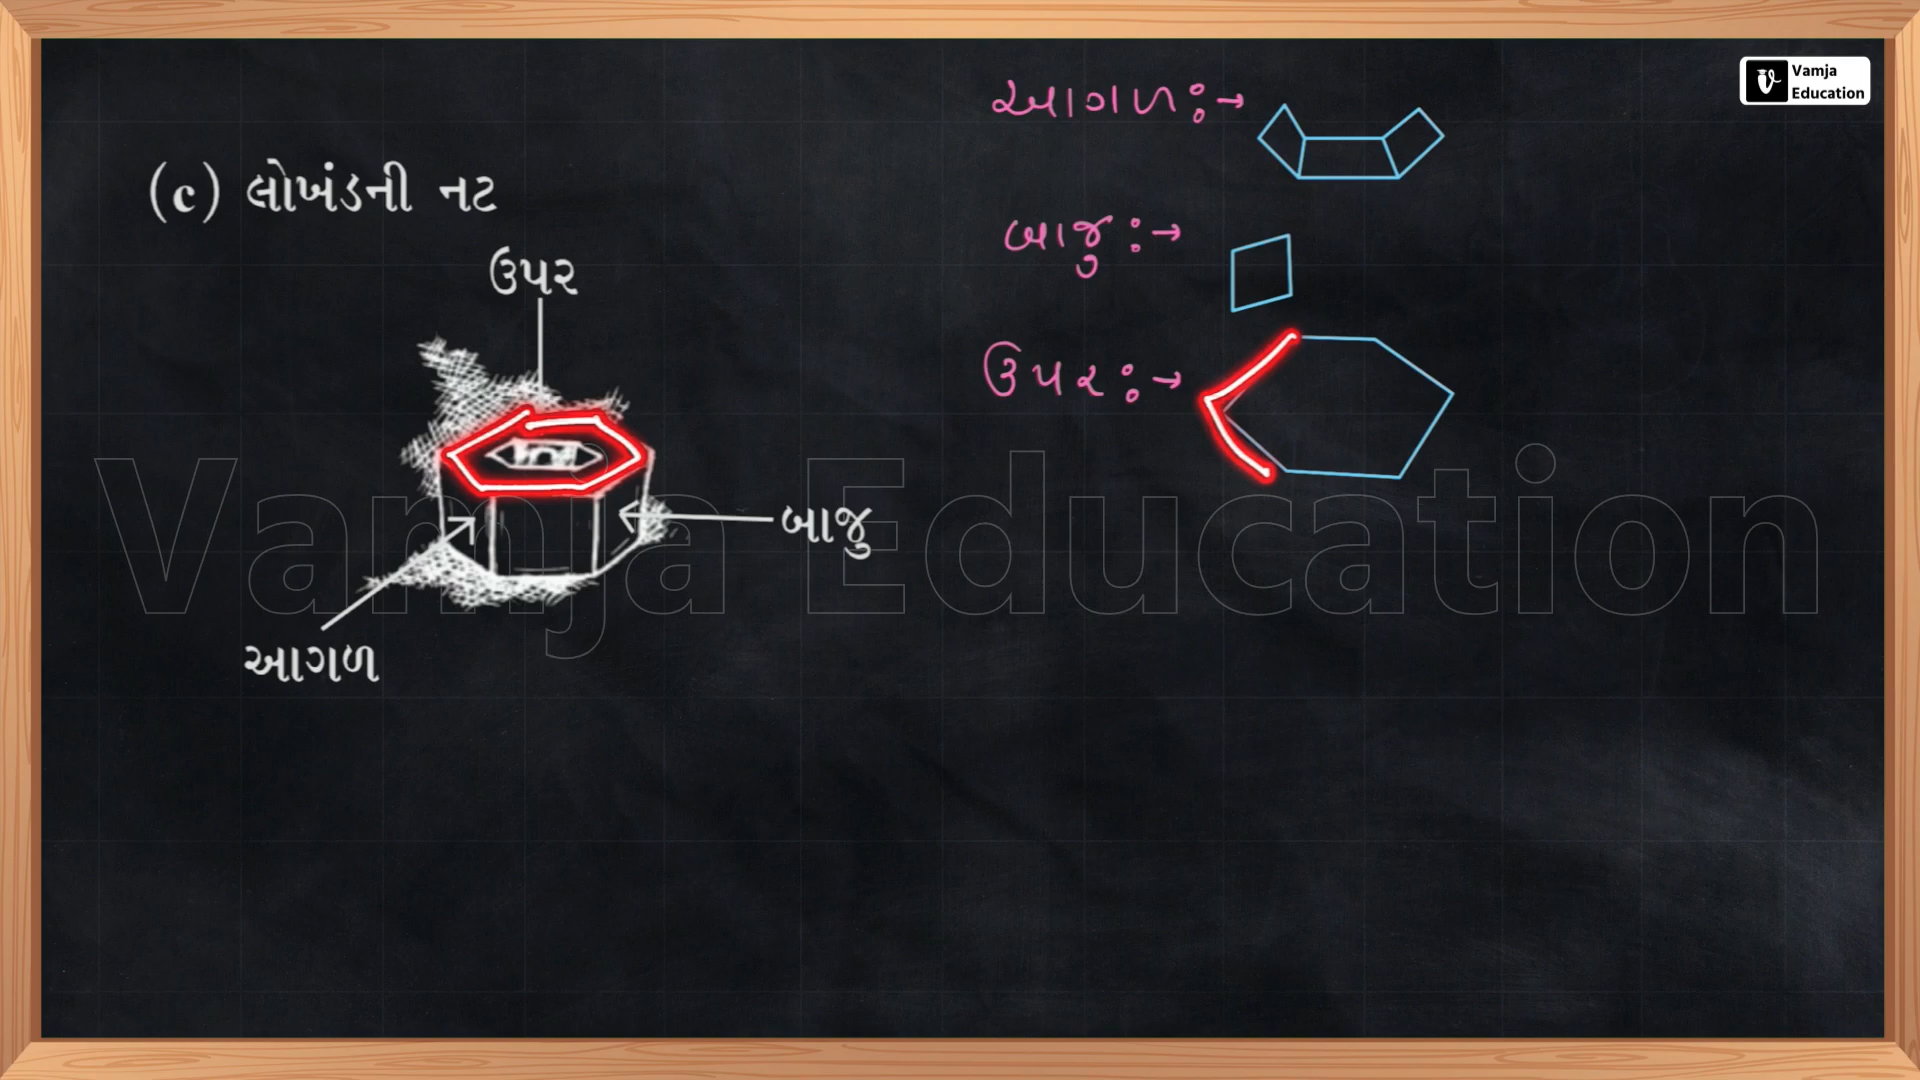 Vamja
Education
આગળ :→
(c) લોખંડની નટ
બાજુ :→
ઉપર
ઉપર :→
Vamja Education
બાજુ
આગળ